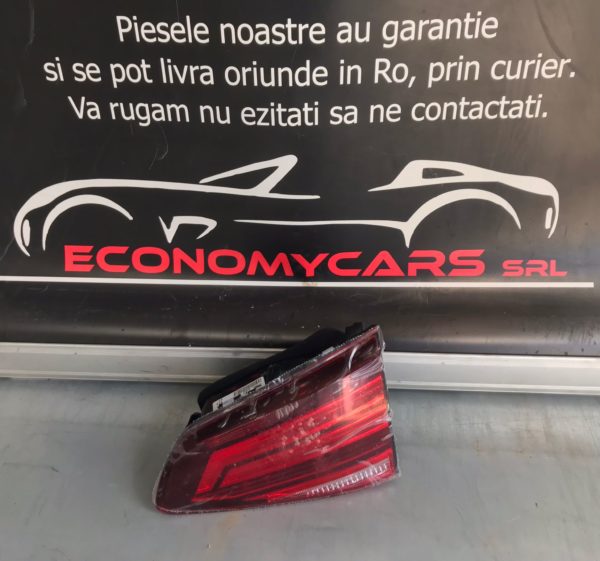 Piesele noastre au garantie
si se pot livra oriunde in Ro, prin curier.
Va rugam nu ezitati sa ne contactati.
ECONOMYCARS SRL